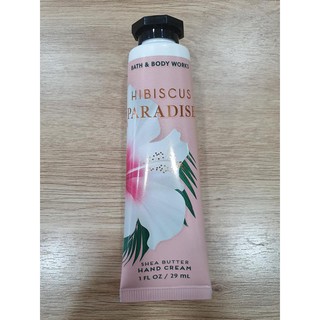 BATH & BODY WORKS
HIBISCUS
PARADISE
SHEA BUTTER
HAND CREAM
1 FL OZ / 29 mL